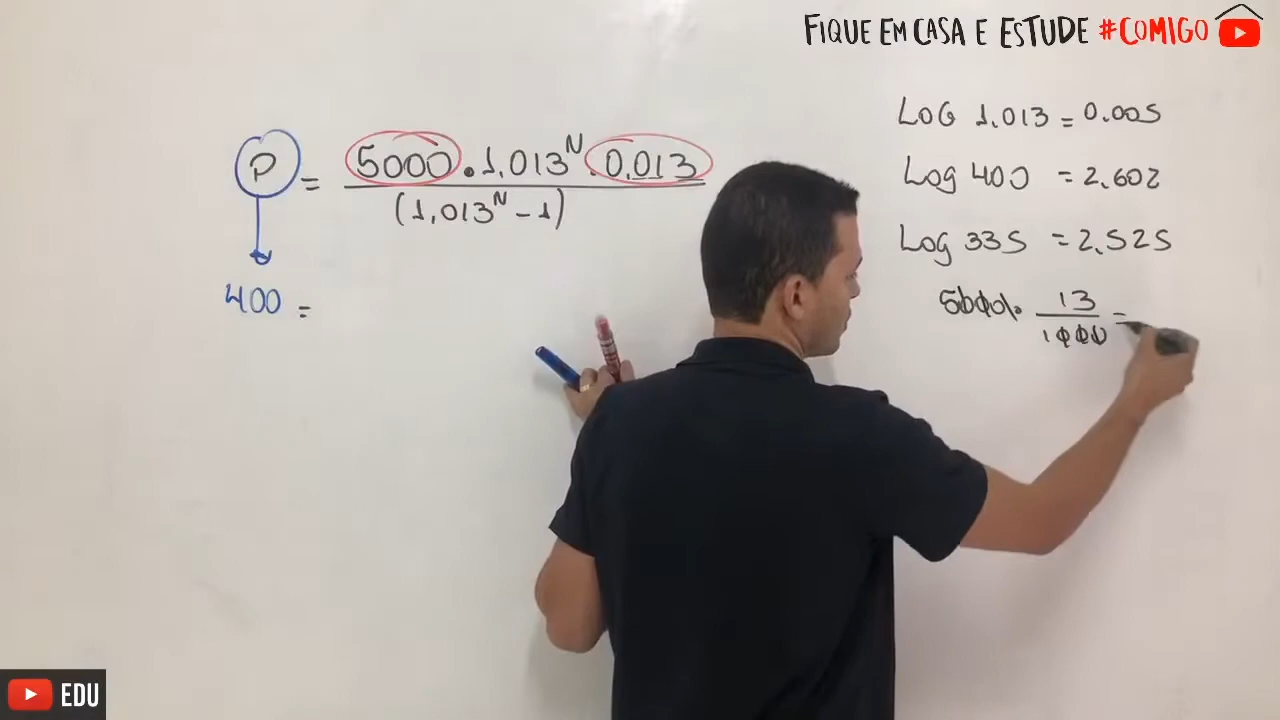 FIQUE EM CASA E ESTUDE #COMIGO
P = 5000 . 1,013^N . 0,013
(1,013^N - 1)
400 =
LOG 1,013 = 0.005
Log 400 = 2,602
Log 335 = 2,525
5000. 13 =
1000
EDU